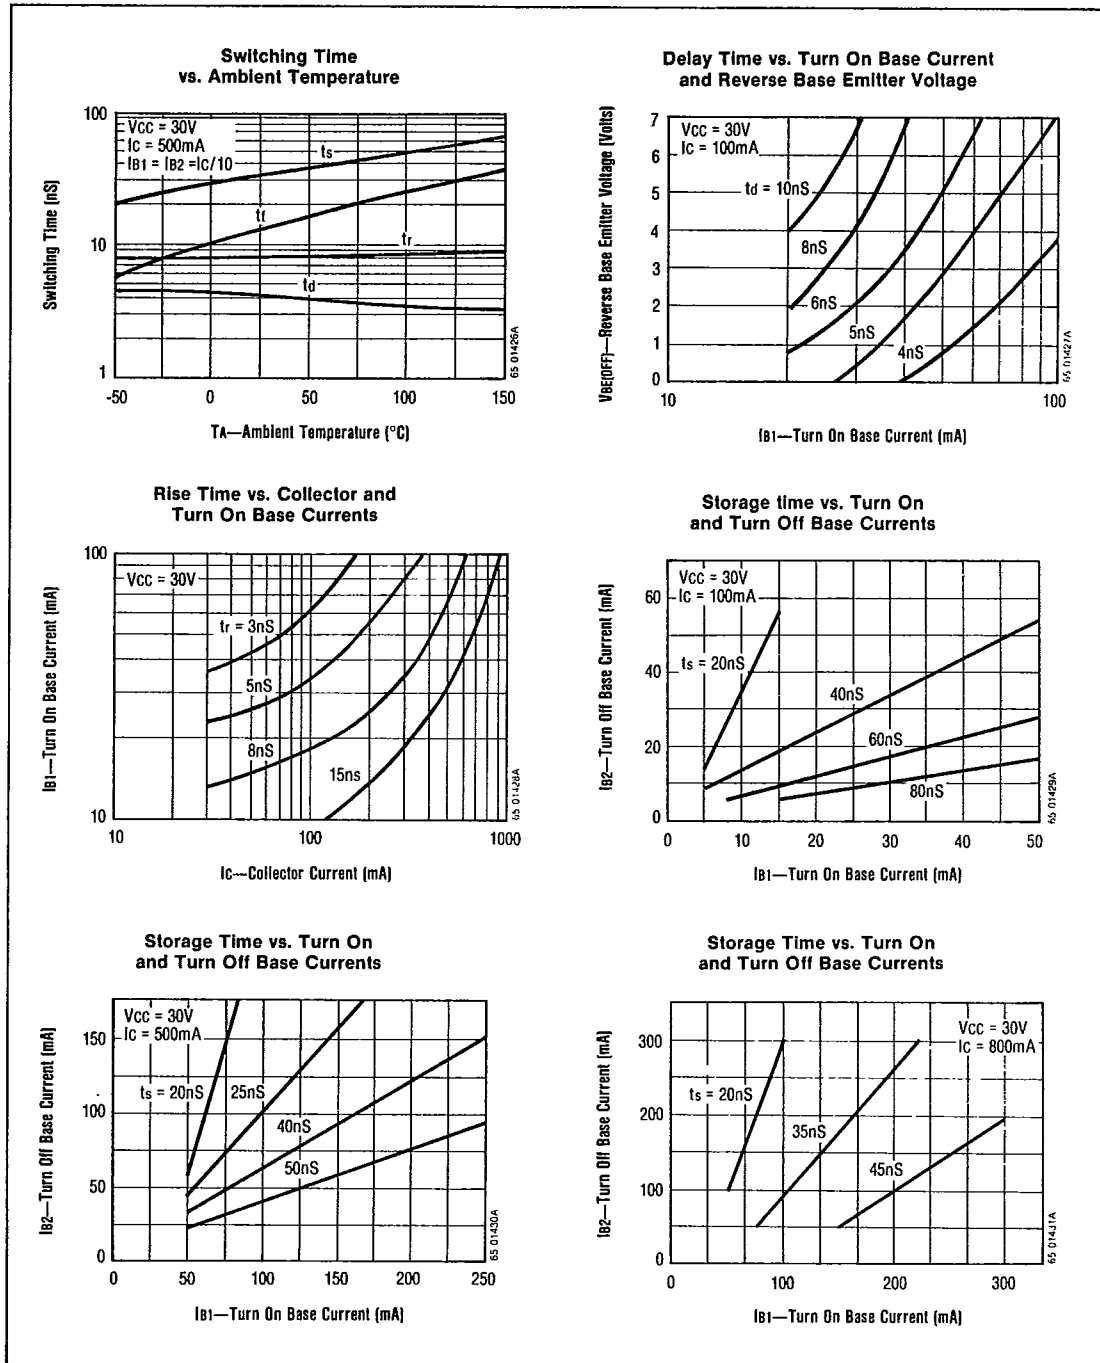 Switching Time
vs. Ambient Temperature
100
10
1
Switching Time (nS)
VCC = 30V
IC = 500mA
IB1 = IB2 =IC/10
ts
tf
tr
td
65 01426A
-50
0
50
100
150
TA—Ambient Temperature (°C)
Delay Time vs. Turn On Base Current
and Reverse Base Emitter Voltage
7
6
5
4
3
2
1
0
VBE(OFF)—Reverse Base Emitter Voltage (Volts)
VCC = 30V
IC = 100mA
td = 10nS
8nS
6nS
5nS
4nS
65 01427A
10
100
IB1—Turn On Base Current (mA)
Rise Time vs. Collector and
Turn On Base Currents
100
10
IB1—Turn On Base Current (mA)
VCC = 30V
tr = 3nS
5nS
8nS
15ns
65 01428A
10
100
1000
IC—Collector Current (mA)
Storage time vs. Turn On
and Turn Off Base Currents
60
40
20
0
IB2—Turn Off Base Current (mA)
VCC = 30V
IC = 100mA
ts = 20nS
40nS
60nS
80nS
65 01429A
0
10
20
30
40
50
IB1—Turn On Base Current (mA)
Storage Time vs. Turn On
and Turn Off Base Currents
150
100
50
0
IB2—Turn Off Base Current (mA)
VCC = 30V
IC = 500mA
ts = 20nS
25nS
40nS
50nS
65 01430A
0
50
100
150
200
250
IB1—Turn On Base Current (mA)
Storage Time vs. Turn On
and Turn Off Base Currents
300
200
100
0
IB2—Turn Off Base Current (mA)
VCC = 30V
IC = 800mA
ts = 20nS
35nS
45nS
65 01431A
0
100
200
300
IB1—Turn On Base Current (mA)